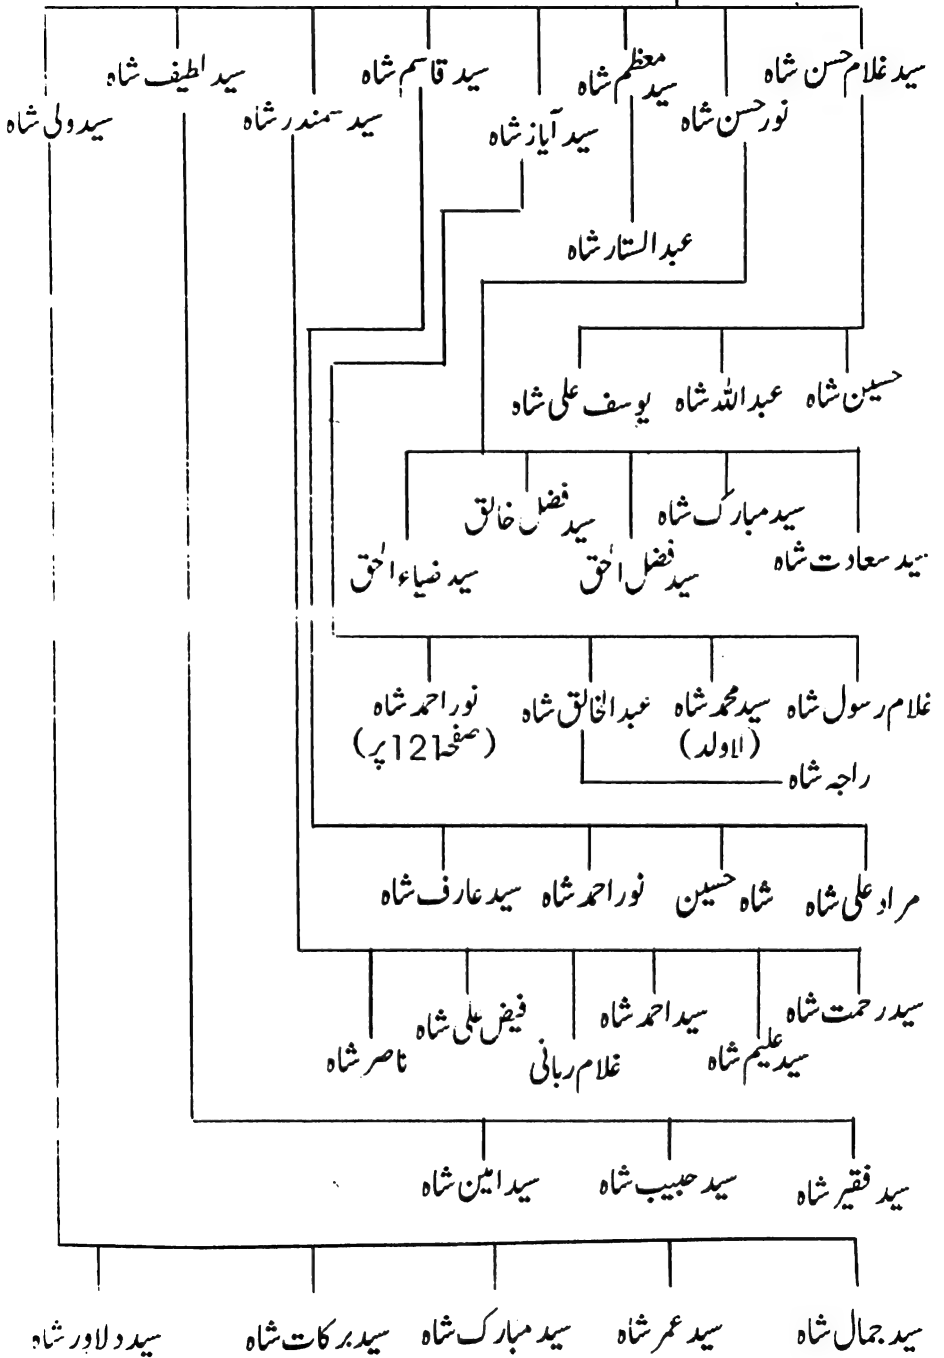 سید غلام حسن شاہ
نور حسن شاہ
سید معظم شاہ
سید آیاز شاہ
سید قاسم شاہ
سید سمندر شاہ
سید لطیف شاہ
سید ولی شاہ
عبدالستار شاہ
حسین شاہ
عبداللہ شاہ
یوسف علی شاہ
سید سعادت شاہ
سید مبارک شاہ
سید فضل الحق
سید فضل خالق
سید ضیاء الحق
غلام رسول شاہ
سید محمد شاہ
(لاولد)
عبدالخالق شاہ
نور احمد شاہ
(صفحہ 121 پر)
راجہ شاہ
مراد علی شاہ
شاہ حسین
نور احمد شاہ
سید عارف شاہ
سید رحمت شاہ
سید علیم شاہ
سید احمد شاہ
غلام ربانی
فیض علی شاہ
ناصر شاہ
سید فقیر شاہ
سید حبیب شاہ
سید امین شاہ
سید جمال شاہ
سید عمر شاہ
سید مبارک شاہ
سید برکات شاہ
سید دلاور شاہ